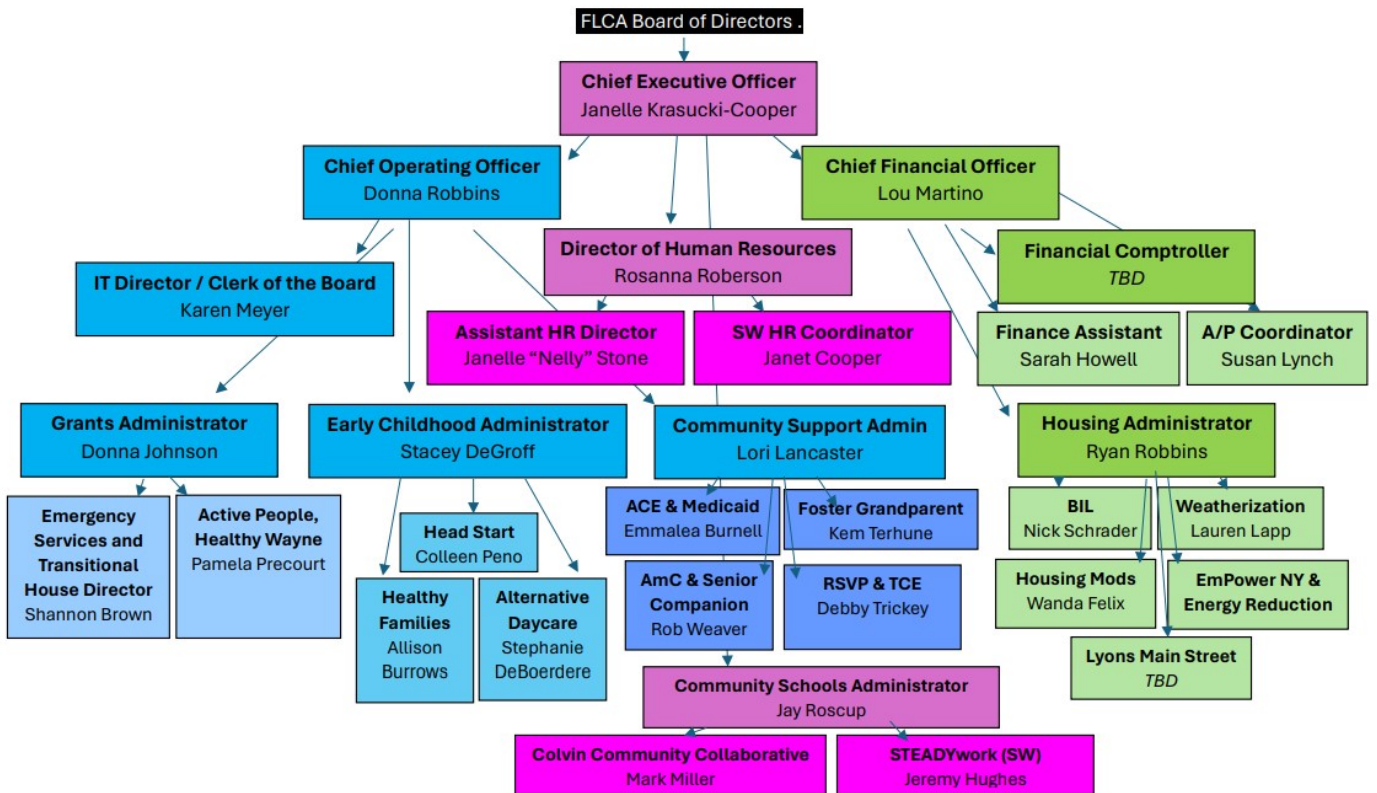 FLCA Board of Directors .
Chief Executive Officer
Janelle Krasucki-Cooper
Chief Operating Officer
Donna Robbins
Chief Financial Officer
Lou Martino
Director of Human Resources
Rosanna Roberson
Financial Comptroller
TBD
IT Director / Clerk of the Board
Karen Meyer
Assistant HR Director
Janelle “Nelly” Stone
SW HR Coordinator
Janet Cooper
Finance Assistant
Sarah Howell
A/P Coordinator
Susan Lynch
Grants Administrator
Donna Johnson
Early Childhood Administrator
Stacey DeGroff
Community Support Admin
Lori Lancaster
Housing Administrator
Ryan Robbins
Emergency
Services and
Transitional
House Director
Shannon Brown
Active People,
Healthy Wayne
Pamela Precourt
Head Start
Colleen Peno
Healthy
Families
Allison
Burrows
Alternative
Daycare
Stephanie
DeBoerdere
ACE & Medicaid
Emmalea Burnell
Foster Grandparent
Kem Terhune
AmC & Senior
Companion
Rob Weaver
RSVP & TCE
Debby Trickey
BIL
Nick Schrader
Weatherization
Lauren Lapp
Housing Mods
Wanda Felix
EmPower NY &
Energy Reduction
Lyons Main Street
TBD
Community Schools Administrator
Jay Roscup
Colvin Community Collaborative
Mark Miller
STEADYwork (SW)
Jeremy Hughes